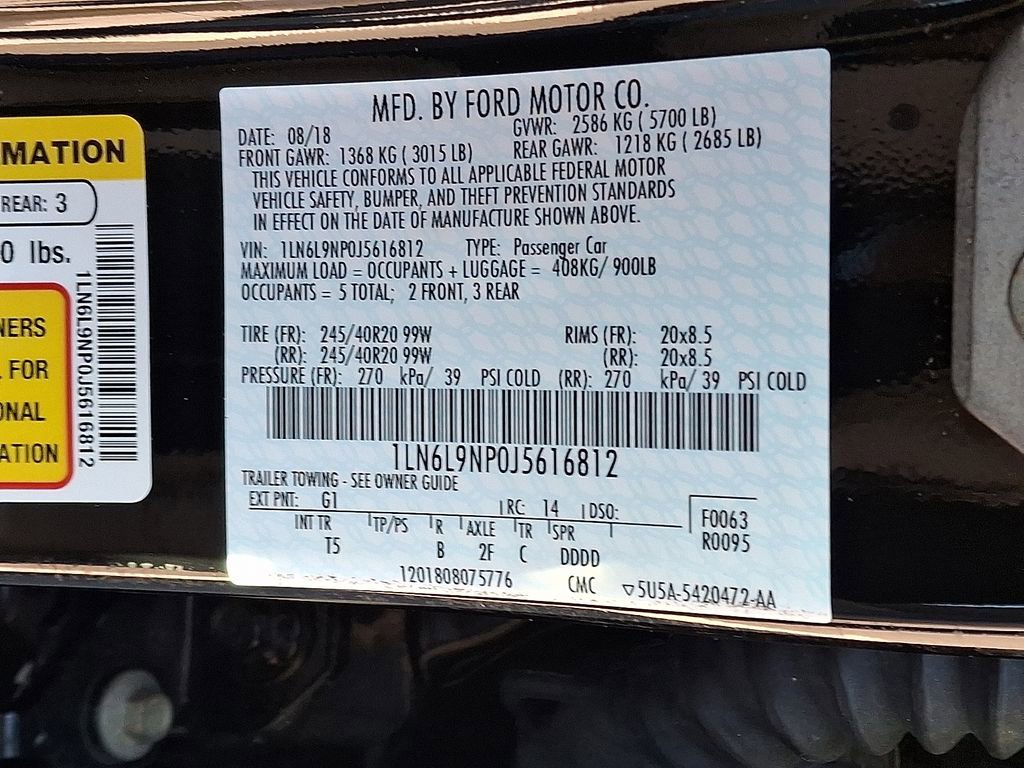 MATION
REAR: 3
0 lbs.
NERS
FOR
ONAL
ATION
1LN6L9NP0J5616812
MFD. BY FORD MOTOR CO.
DATE: 08/18 GVWR: 2586 KG ( 5700 LB)
FRONT GAWR: 1368 KG ( 3015 LB) REAR GAWR: 1218 KG ( 2685 LB)
THIS VEHICLE CONFORMS TO ALL APPLICABLE FEDERAL MOTOR
VEHICLE SAFETY, BUMPER, AND THEFT PREVENTION STANDARDS
IN EFFECT ON THE DATE OF MANUFACTURE SHOWN ABOVE.
VIN: 1LN6L9NP0J5616812 TYPE: Passenger Car
MAXIMUM LOAD = OCCUPANTS + LUGGAGE = 408KG/ 900LB
OCCUPANTS = 5 TOTAL; 2 FRONT, 3 REAR
TIRE (FR): 245/40R20 99W RIMS (FR): 20x8.5
(RR): 245/40R20 99W (RR): 20x8.5
PRESSURE (FR): 270 kPa/ 39 PSI COLD (RR): 270 kPa/ 39 PSI COLD
1LN6L9NP0J5616812
TRAILER TOWING - SEE OWNER GUIDE
EXT PNT: G1 RC: 14 DSO:
INT TR TP/PS R AXLE TR SPR
T5 B 2F C DDDD
F0063
R0095
1201808075776 CMC ▽5U5A-5420472-AA